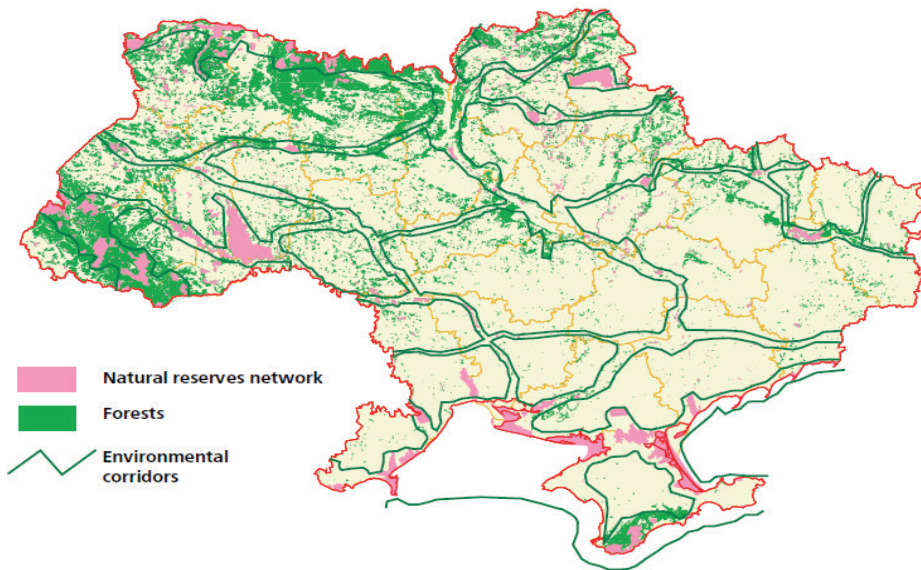 Natural reserves network
Forests
Environmental
corridors